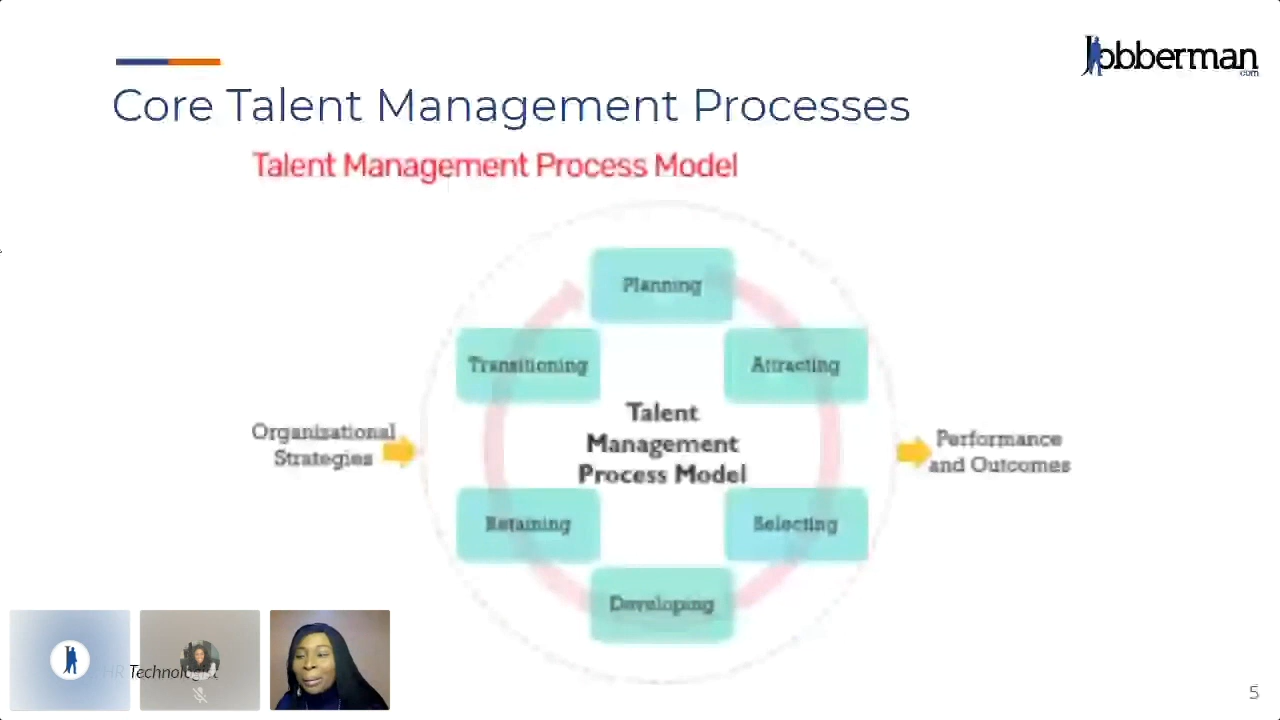 Jobberman
.com
Core Talent Management Processes
Talent Management Process Model
Planning
Transitioning
Attracting
Talent
Management
Process Model
Organisational
Strategies
Performance
and Outcomes
Retaining
Selecting
Developing
HR Technologist
5